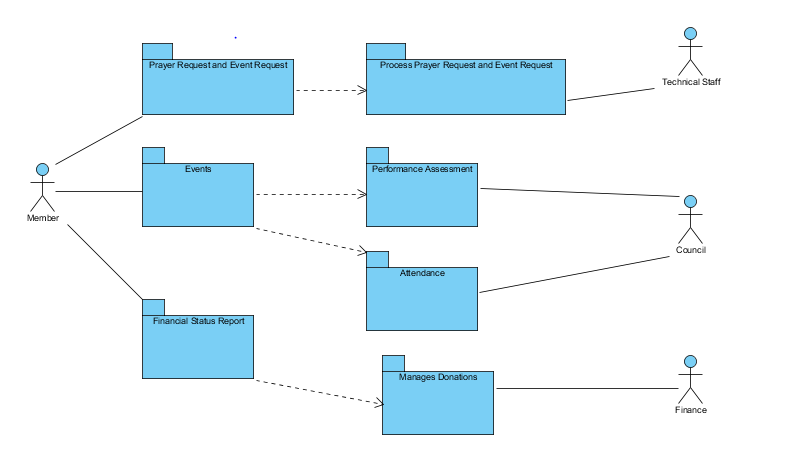 Prayer Request and Event Request
Process Prayer Request and Event Request
Technical Staff
Events
Performance Assessment
Member
Council
Attendance
Financial Status Report
Manages Donations
Finance